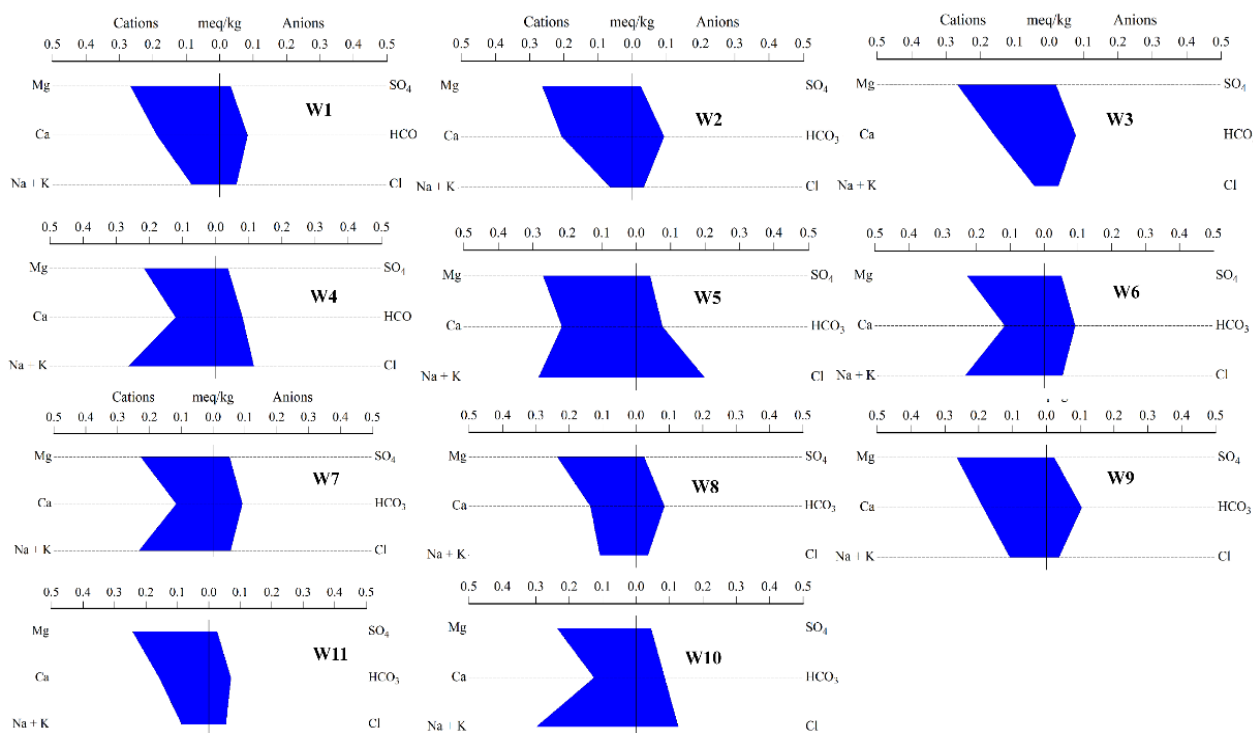 Cations meq/kg Anions
0.5 0.4 0.3 0.2 0.1 0.0 0.1 0.2 0.3 0.4 0.5
Mg SO₄
W1
Ca HCO
Na + K Cl
Cations meq/kg Anions
0.5 0.4 0.3 0.2 0.1 0.0 0.1 0.2 0.3 0.4 0.5
Mg SO₄
W2
Ca HCO₃
Na + K Cl
Cations meq/kg Anions
0.5 0.4 0.3 0.2 0.1 0.0 0.1 0.2 0.3 0.4 0.5
Mg SO₄
W3
Ca HCO
Na + K Cl
0.5 0.4 0.3 0.2 0.1 0.0 0.1 0.2 0.3 0.4 0.5
Mg SO₄
W4
Ca HCO
Na + K Cl
0.5 0.4 0.3 0.2 0.1 0.0 0.1 0.2 0.3 0.4 0.5
Mg SO₄
W5
Ca HCO₃
Na + K Cl
0.5 0.4 0.3 0.2 0.1 0.0 0.1 0.2 0.3 0.4 0.5
Mg SO₄
W6
Ca HCO₃
Na + K Cl
Cations meq/kg Anions
0.5 0.4 0.3 0.2 0.1 0.0 0.1 0.2 0.3 0.4 0.5
Mg SO₄
W7
Ca HCO₃
Na + K Cl
0.5 0.4 0.3 0.2 0.1 0.0 0.1 0.2 0.3 0.4 0.5
Mg SO₄
W8
Ca HCO₃
Na + K Cl
0.5 0.4 0.3 0.2 0.1 0.0 0.1 0.2 0.3 0.4 0.5
Mg SO₄
W9
Ca HCO₃
Na + K Cl
0.5 0.4 0.3 0.2 0.1 0.0 0.1 0.2 0.3 0.4 0.5
Mg SO₄
W11
Ca HCO₃
Na + K Cl
0.5 0.4 0.3 0.2 0.1 0.0 0.1 0.2 0.3 0.4 0.5
Mg SO₄
W10
Ca HCO₃
Na + K Cl